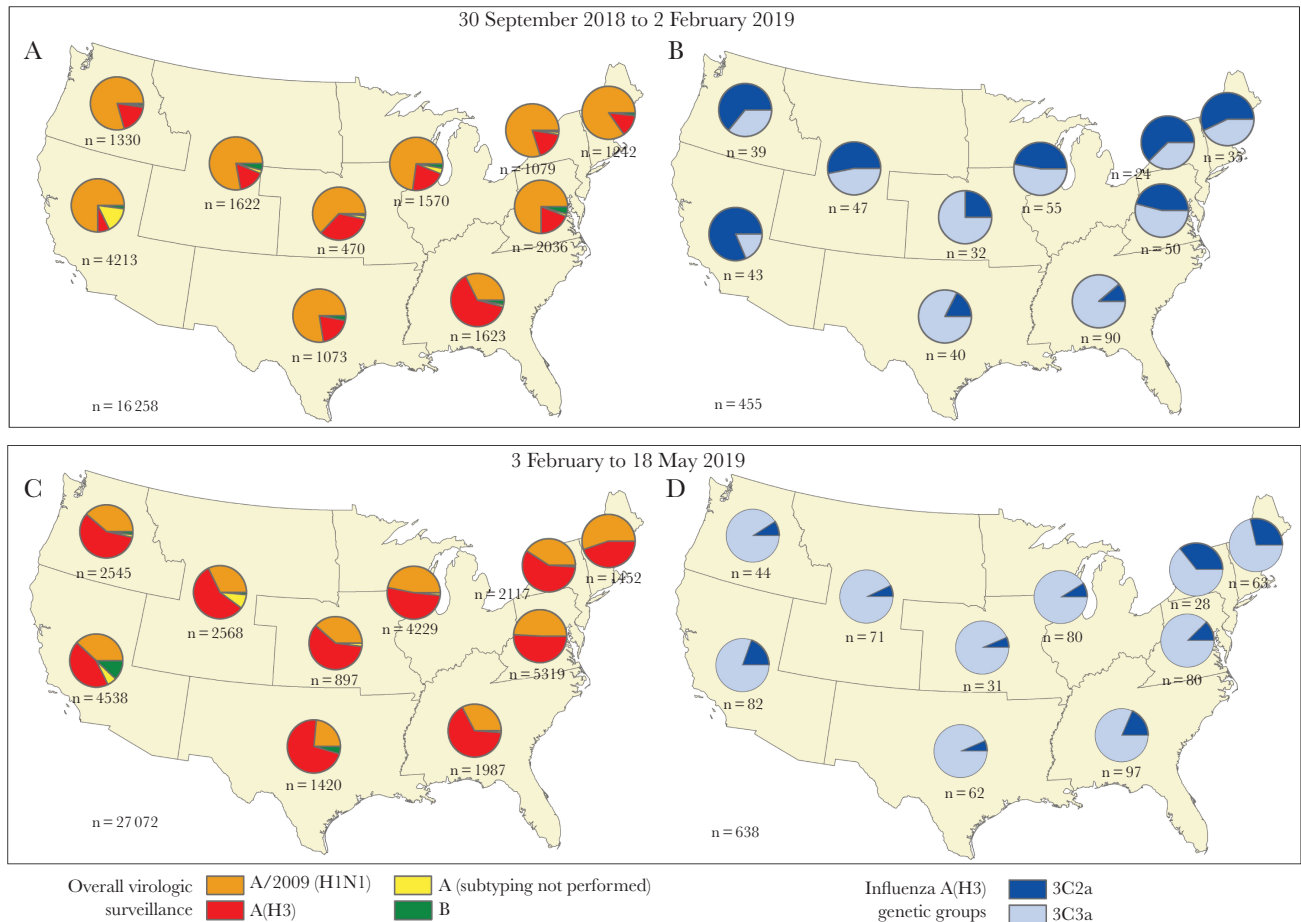 30 September 2018 to 2 February 2019
A
n = 1330
n = 1622
n = 1570
n = 1079
n = 1242
n = 4213
n = 470
n = 2036
n = 1073
n = 1623
n = 16 258
B
n = 39
n = 47
n = 55
n = 24
n = 35
n = 43
n = 32
n = 50
n = 40
n = 90
n = 455
3 February to 18 May 2019
C
n = 2545
n = 2568
n = 4229
n = 2117
n = 1452
n = 4538
n = 897
n = 5319
n = 1420
n = 1987
n = 27 072
D
n = 44
n = 71
n = 80
n = 28
n = 63
n = 82
n = 31
n = 80
n = 62
n = 97
n = 638
Overall virologic
surveillance
A/2009 (H1N1)
A(H3)
A (subtyping not performed)
B
Influenza A(H3)
genetic groups
3C2a
3C3a